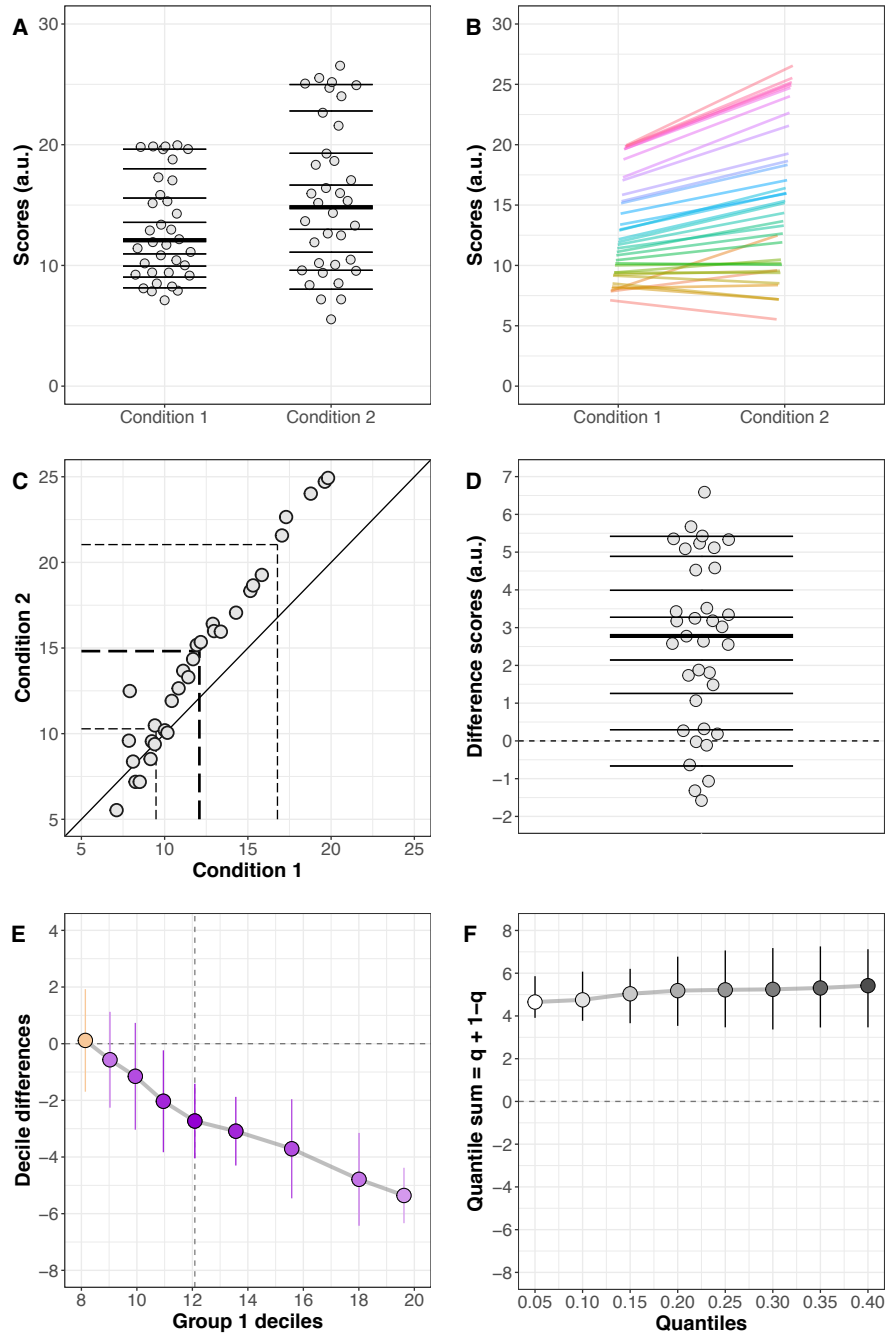 A
Scores (a.u.)
30
25
20
15
10
5
0
Condition 1 Condition 2
B
Scores (a.u.)
30
25
20
15
10
5
0
Condition 1 Condition 2
C
Condition 2
25
20
15
10
5
5 10 15 20 25
Condition 1
D
Difference scores (a.u.)
7
6
5
4
3
2
1
0
−1
−2
E
Decile differences
4
2
0
−2
−4
−6
−8
8 10 12 14 16 18 20
Group 1 deciles
F
Quantile sum = q + 1−q
8
6
4
2
0
−2
−4
−6
−8
0.05 0.10 0.15 0.20 0.25 0.30 0.35 0.40
Quantiles